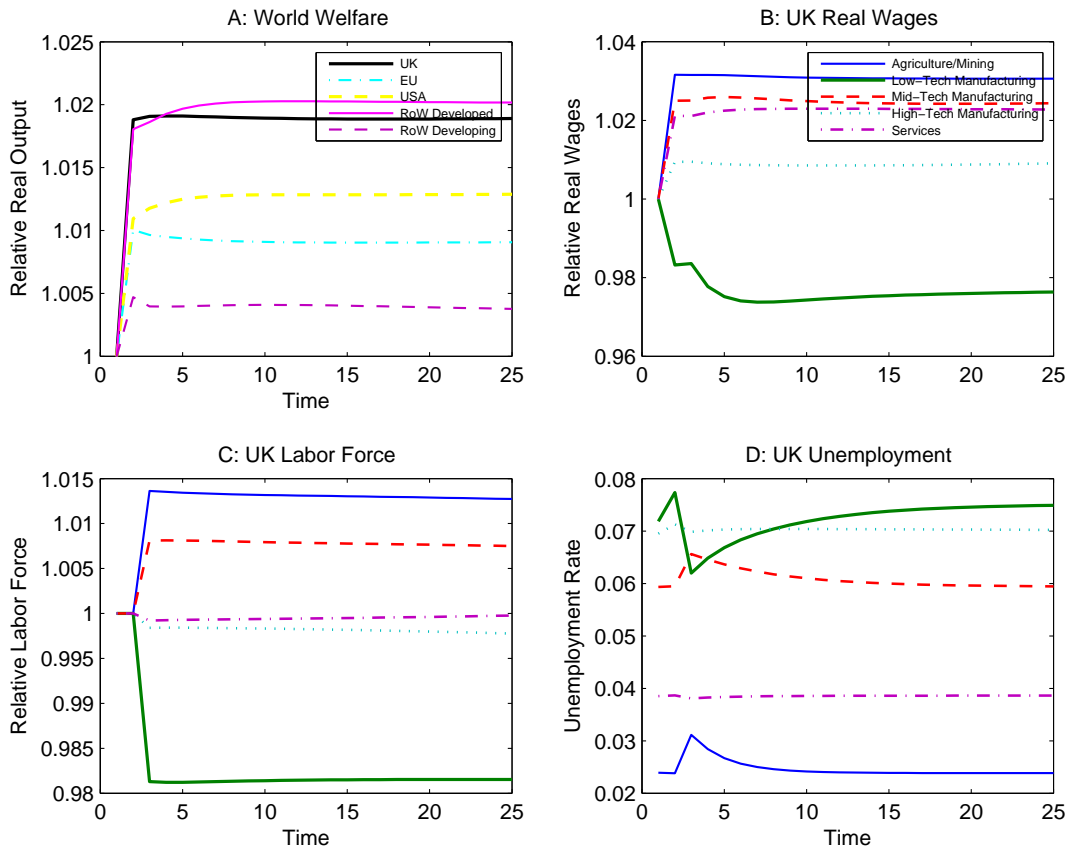 A: World Welfare
1.025
1.02
1.015
1.01
1.005
1
Relative Real Output
UK
EU
USA
RoW Developed
RoW Developing
0 5 10 15 20 25
Time
B: UK Real Wages
1.04
1.02
1
0.98
0.96
Relative Real Wages
Agriculture/Mining
Low−Tech Manufacturing
Mid−Tech Manufacturing
High−Tech Manufacturing
Services
0 5 10 15 20 25
Time
C: UK Labor Force
1.015
1.01
1.005
1
0.995
0.99
0.985
0.98
Relative Labor Force
0 5 10 15 20 25
Time
D: UK Unemployment
0.08
0.07
0.06
0.05
0.04
0.03
0.02
Unemployment Rate
0 5 10 15 20 25
Time